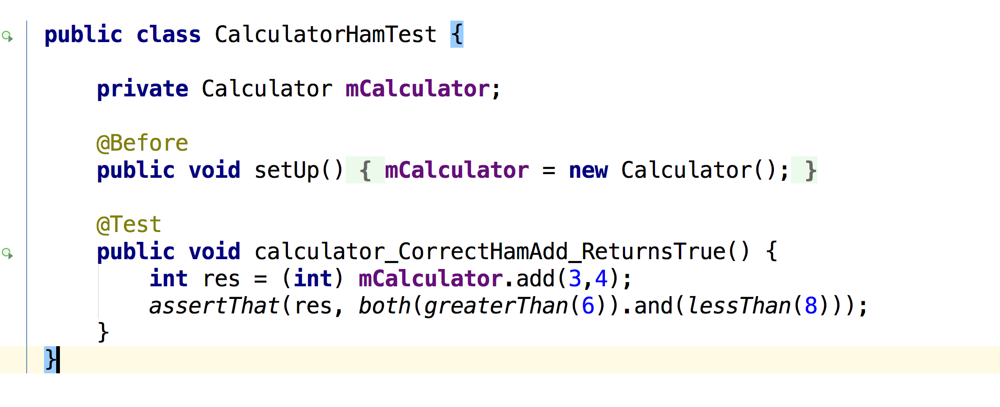 public class CalculatorHamTest {
private Calculator mCalculator;
@Before
public void setUp() { mCalculator = new Calculator(); }
@Test
public void calculator_CorrectHamAdd_ReturnsTrue() {
int res = (int) mCalculator.add(3,4);
assertThat(res, both(greaterThan(6)).and(lessThan(8)));
}
}